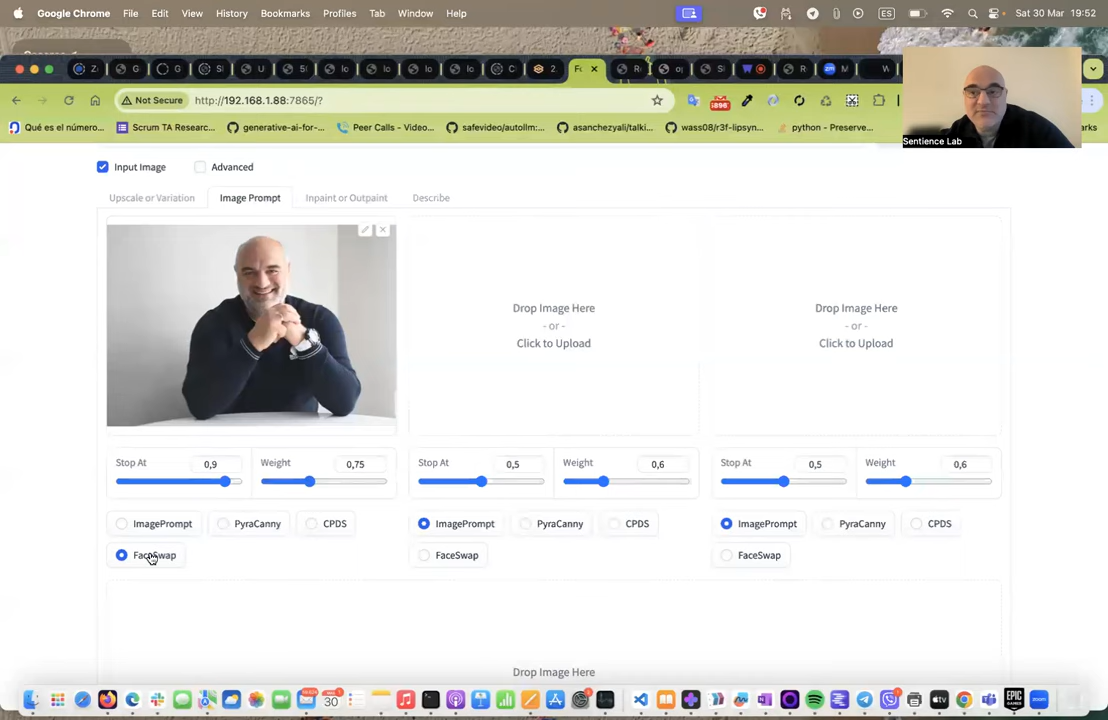 Google Chrome File Edit View History Bookmarks Profiles Tab Window Help ES Sat 30 Mar 19:52
Not Secure http://192.168.1.88:7865/?
Qué es el número... Scrum TA Researc... generative-ai-for-... Peer Calls - Video... safevideo/autollm:... asanchezyali/talki... wass08/r3f-lipsyn... python - Preserve...
Sentience Lab
Input Image Advanced
Upscale or Variation Image Prompt Inpaint or Outpaint Describe
Drop Image Here Drop Image Here
- or - - or -
Click to Upload Click to Upload
Stop At 0,9 Weight 0,75 Stop At 0,5 Weight 0,6 Stop At 0,5 Weight 0,6
ImagePrompt PyraCanny CPDS ImagePrompt PyraCanny CPDS ImagePrompt PyraCanny CPDS
FaceSwap FaceSwap FaceSwap
Drop Image Here